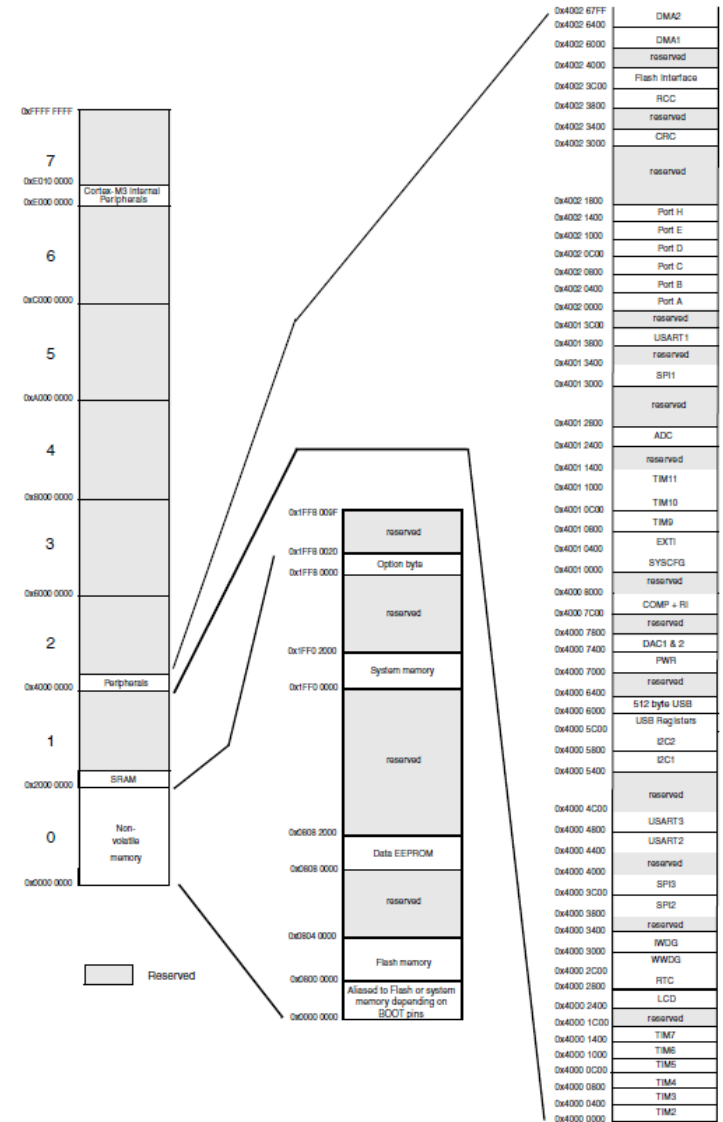 0xFFFF FFFF
7
0xE010 0000
Cortex-M3 Internal
Peripherals
0xE000 0000
6
0xC000 0000
5
0xA000 0000
4
0x8000 0000
3
0x6000 0000
2
Peripherals
0x4000 0000
1
SRAM
0x2000 0000
0
Non-
volatile
memory
0x0000 0000
Reserved
0x1FF8 009F
reserved
0x1FF8 0020
Option byte
0x1FF8 0000
reserved
0x1FF0 2000
System memory
0x1FF0 0000
reserved
0x0808 2000
Data EEPROM
0x0808 0000
reserved
0x0804 0000
Flash memory
0x0800 0000
Aliased to Flash or system
memory depending on
BOOT pins
0x0000 0000
0x4002 67FF
DMA2
0x4002 6400
DMA1
0x4002 6000
reserved
0x4002 4000
Flash Interface
0x4002 3C00
RCC
0x4002 3800
reserved
0x4002 3400
CRC
0x4002 3000
reserved
0x4002 1800
Port H
0x4002 1400
Port E
0x4002 1000
Port D
0x4002 0C00
Port C
0x4002 0800
Port B
0x4002 0400
Port A
0x4002 0000
reserved
0x4001 3C00
USART1
0x4001 3800
reserved
0x4001 3400
SPI1
0x4001 3000
reserved
0x4001 2800
ADC
0x4001 2400
reserved
0x4001 1400
TIM11
0x4001 1000
TIM10
0x4001 0C00
TIM9
0x4001 0800
EXTI
0x4001 0400
SYSCFG
0x4001 0000
reserved
0x4000 8000
COMP + RI
0x4000 7C00
reserved
0x4000 7800
DAC1 & 2
0x4000 7400
PWR
0x4000 7000
reserved
0x4000 6400
512 byte USB
0x4000 6000
USB Registers
0x4000 5C00
I2C2
0x4000 5800
I2C1
0x4000 5400
reserved
0x4000 4C00
USART3
0x4000 4800
USART2
0x4000 4400
reserved
0x4000 4000
SPI3
0x4000 3C00
SPI2
0x4000 3800
reserved
0x4000 3400
IWDG
0x4000 3000
WWDG
0x4000 2C00
RTC
0x4000 2800
LCD
0x4000 2400
reserved
0x4000 1C00
TIM7
0x4000 1400
TIM6
0x4000 1000
TIM5
0x4000 0C00
TIM4
0x4000 0800
TIM3
0x4000 0400
TIM2
0x4000 0000